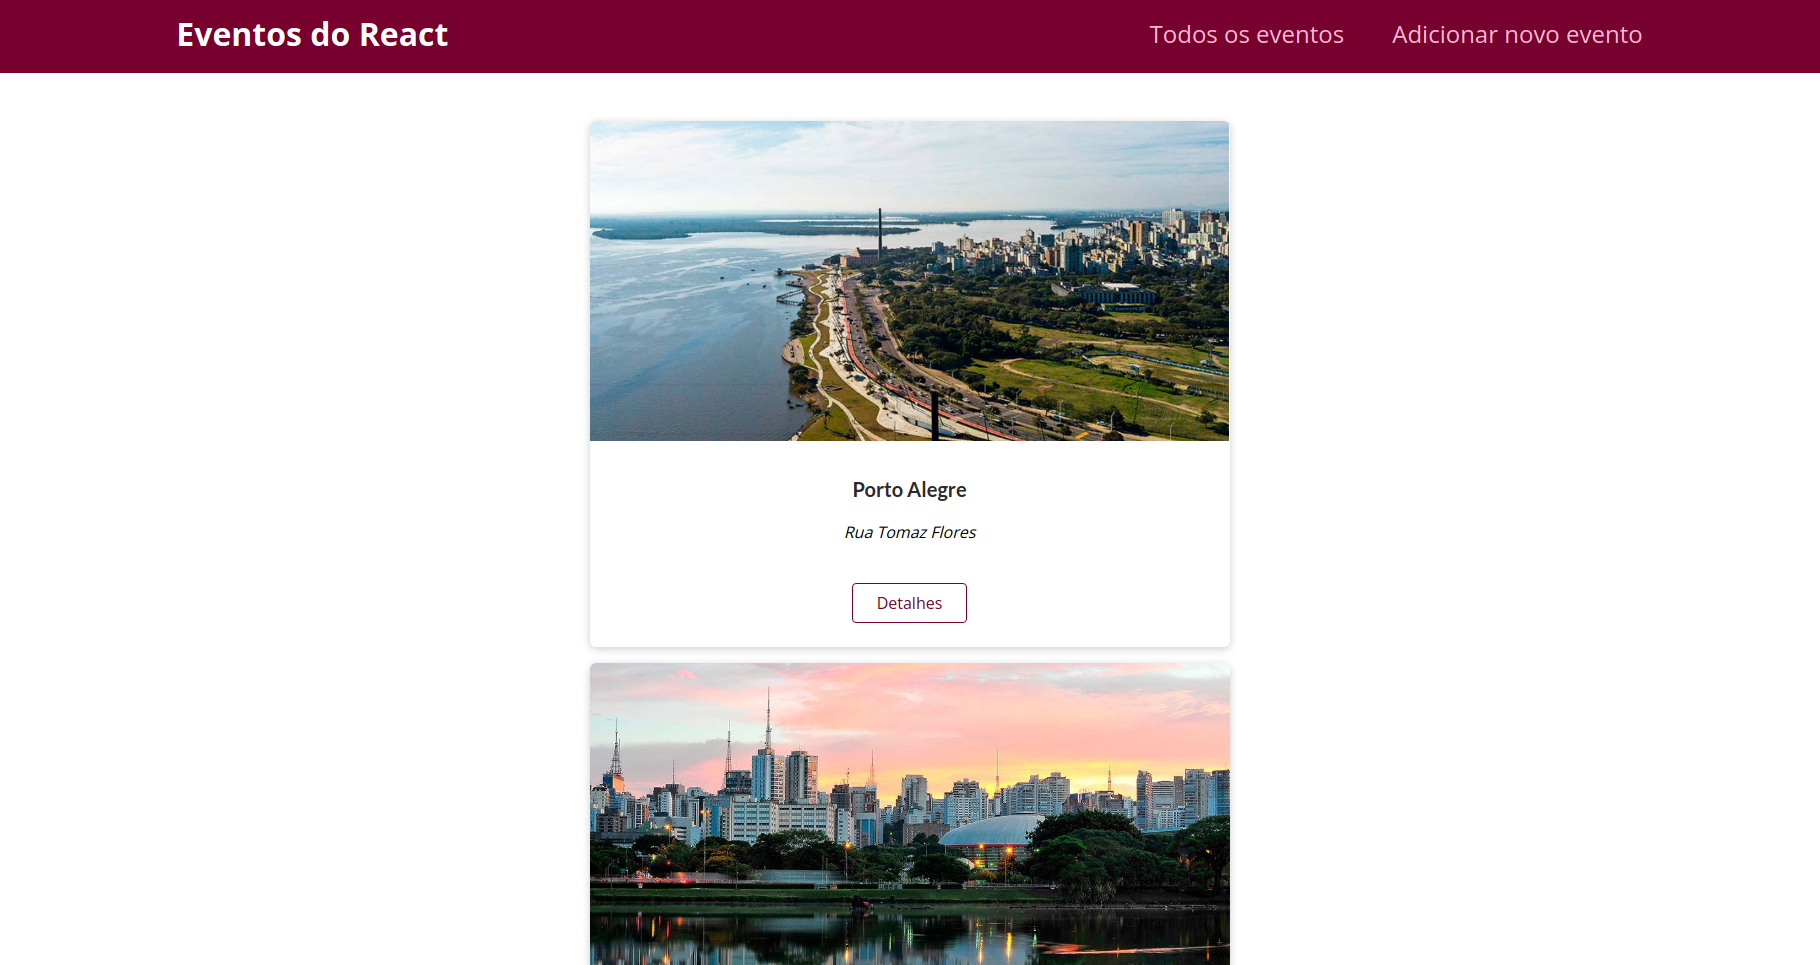 Eventos do React
Todos os eventos
Adicionar novo evento
Porto Alegre
Rua Tomaz Flores
Detalhes